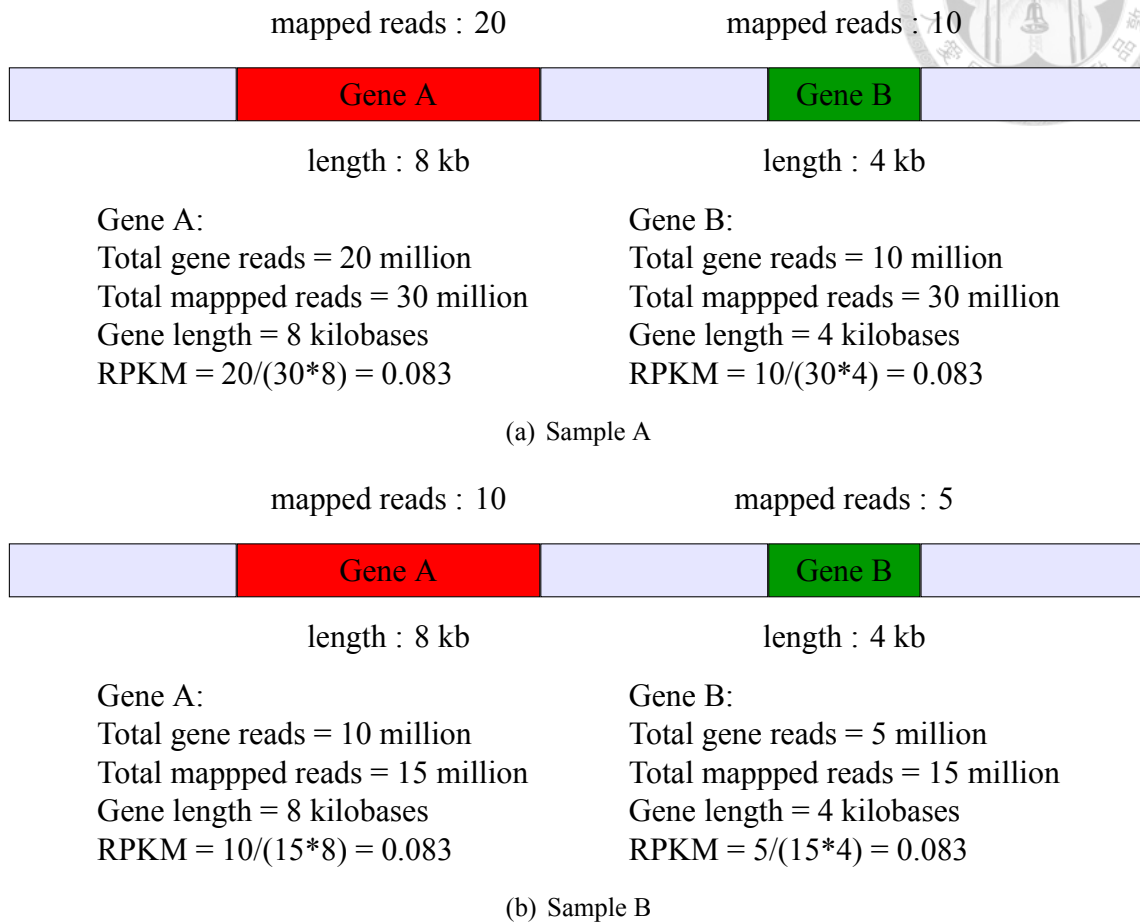 mapped reads : 20 mapped reads : 10
Gene A Gene B
length : 8 kb length : 4 kb
Gene A:
Total gene reads = 20 million
Total mappped reads = 30 million
Gene length = 8 kilobases
RPKM = 20/(30*8) = 0.083
Gene B:
Total gene reads = 10 million
Total mappped reads = 30 million
Gene length = 4 kilobases
RPKM = 10/(30*4) = 0.083
(a) Sample A
mapped reads : 10 mapped reads : 5
Gene A Gene B
length : 8 kb length : 4 kb
Gene A:
Total gene reads = 10 million
Total mappped reads = 15 million
Gene length = 8 kilobases
RPKM = 10/(15*8) = 0.083
Gene B:
Total gene reads = 5 million
Total mappped reads = 15 million
Gene length = 4 kilobases
RPKM = 5/(15*4) = 0.083
(b) Sample B